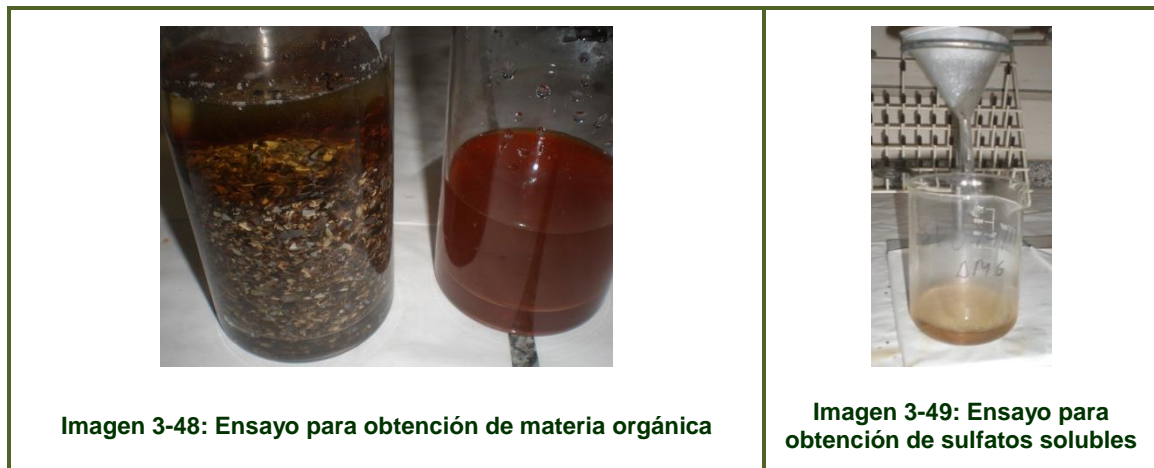 Imagen 3-48: Ensayo para obtención de materia orgánica
Imagen 3-49: Ensayo para
obtención de sulfatos solubles